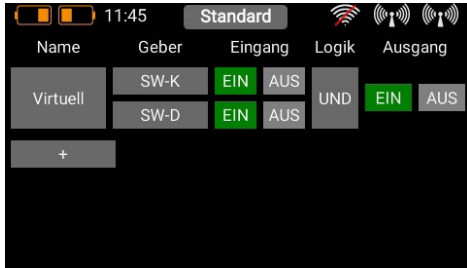 11:45 Standard
Name Geber Eingang Logik Ausgang
Virtuell SW-K EIN AUS UND EIN AUS
SW-D EIN AUS
+